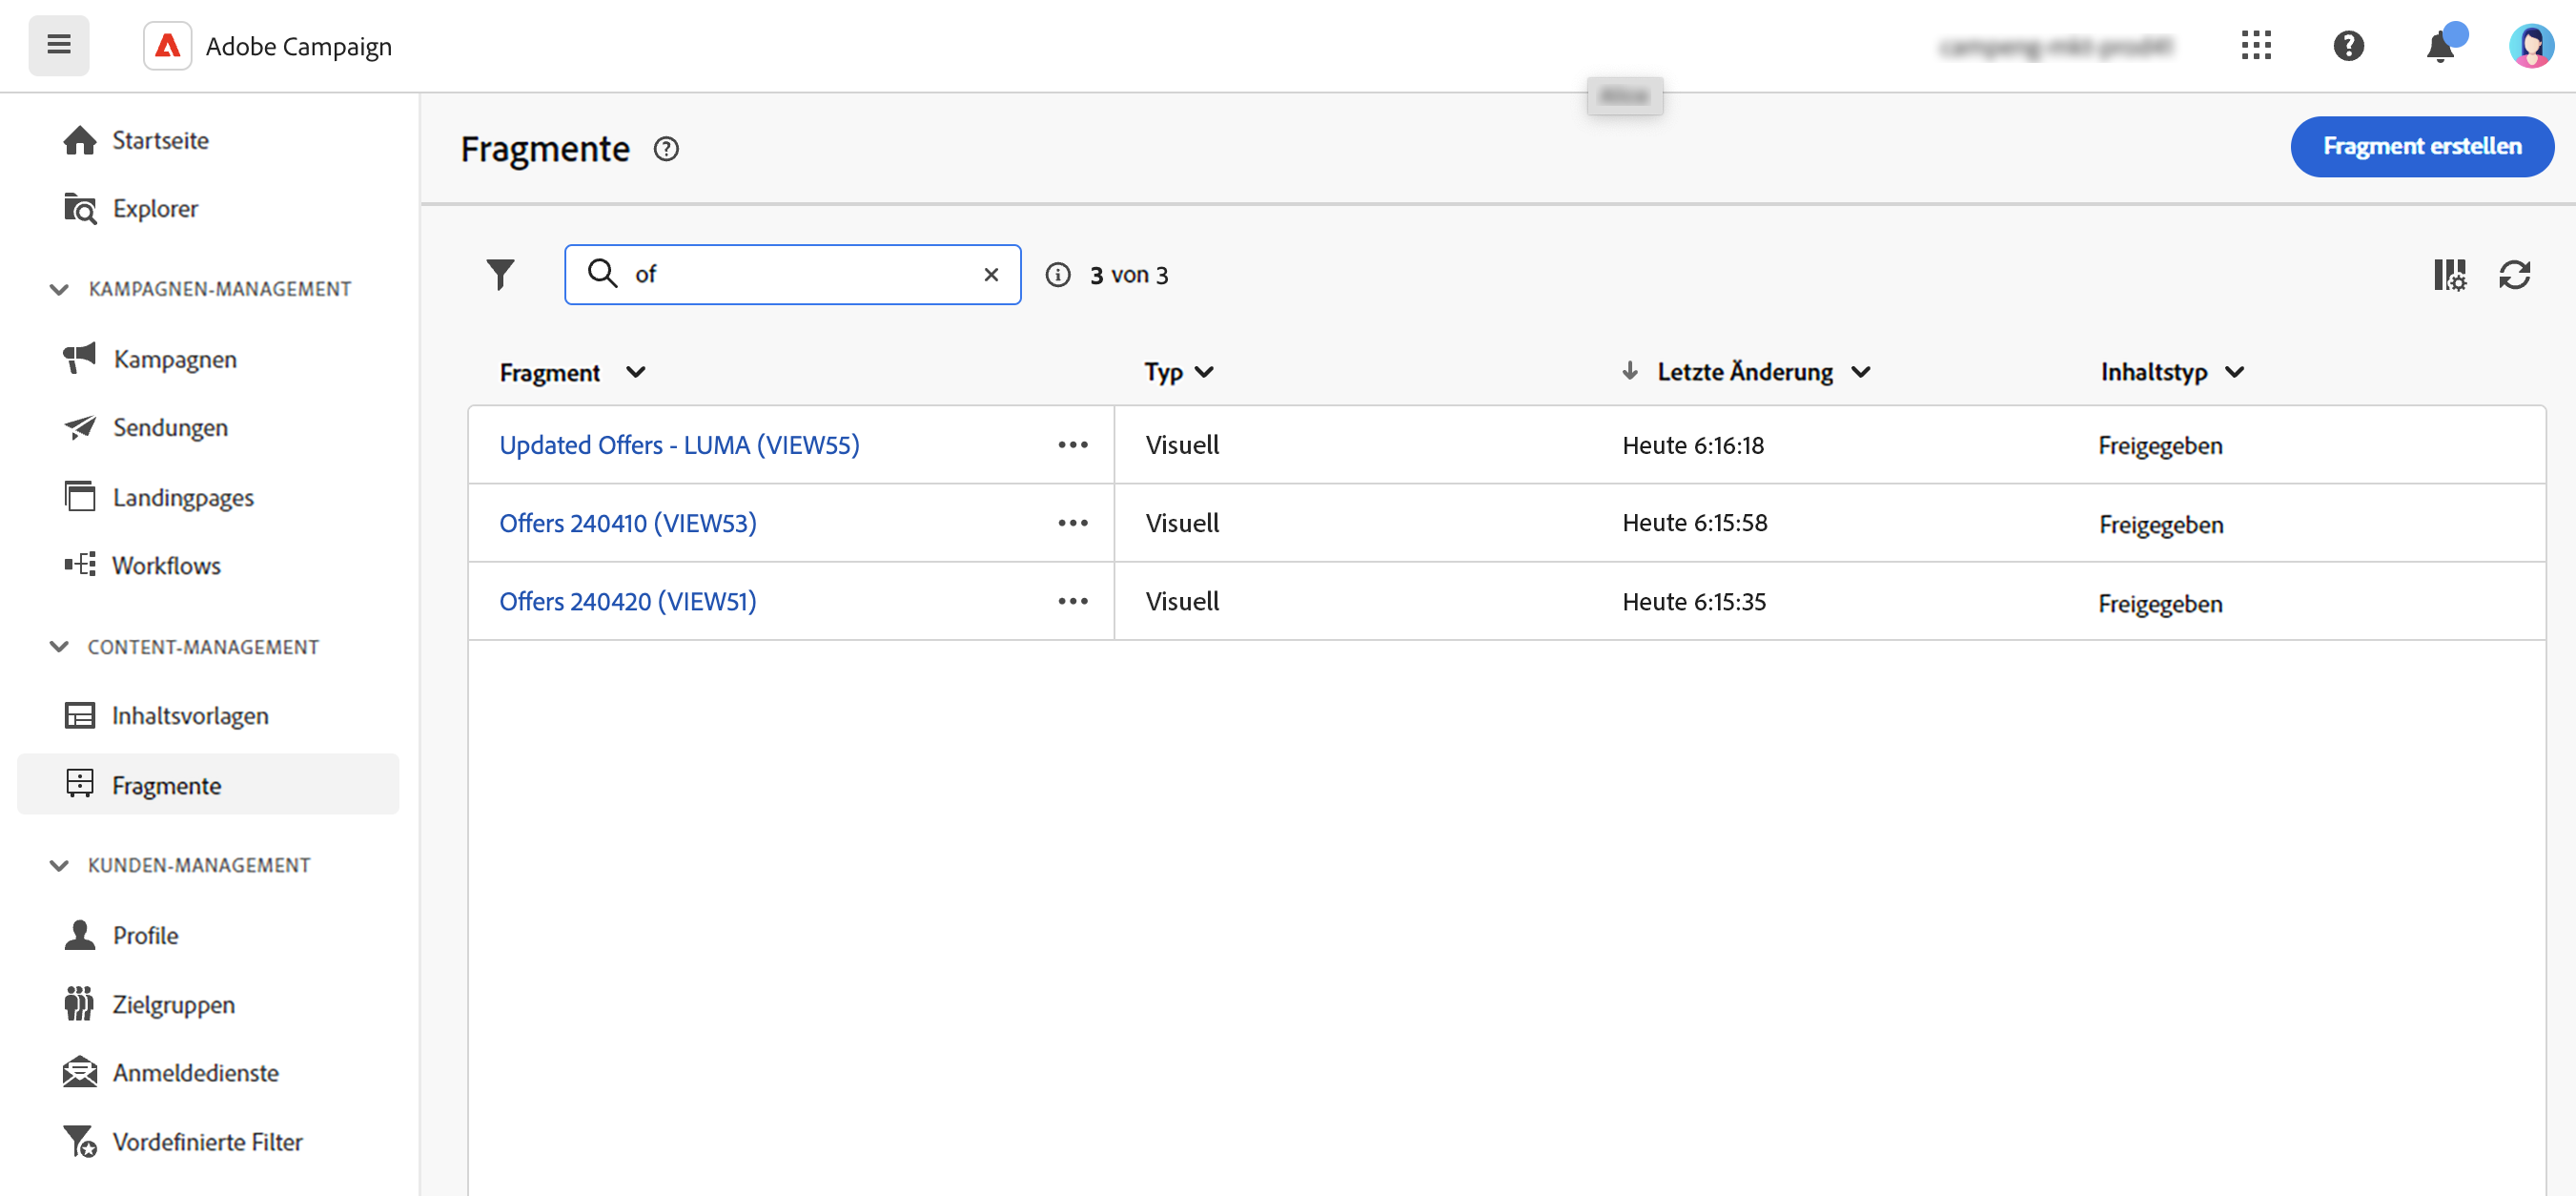 Adobe Campaign
Startseite
Explorer
KAMPAGNEN-MANAGEMENT
Kampagnen
Sendungen
Landingpages
Workflows
CONTENT-MANAGEMENT
Inhaltsvorlagen
Fragmente
KUNDEN-MANAGEMENT
Profile
Zielgruppen
Anmeldedienste
Vordefinierte Filter
Fragmente
Fragment erstellen
of
3 von 3
Fragment Typ Letzte Änderung Inhaltstyp
Updated Offers - LUMA (VIEW55) Visuell Heute 6:16:18 Freigegeben
Offers 240410 (VIEW53) Visuell Heute 6:15:58 Freigegeben
Offers 240420 (VIEW51) Visuell Heute 6:15:35 Freigegeben